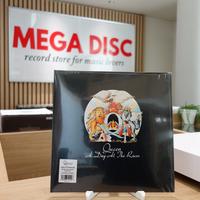 MEGA DISC
record store for music lovers
Queen
A Day At The Races